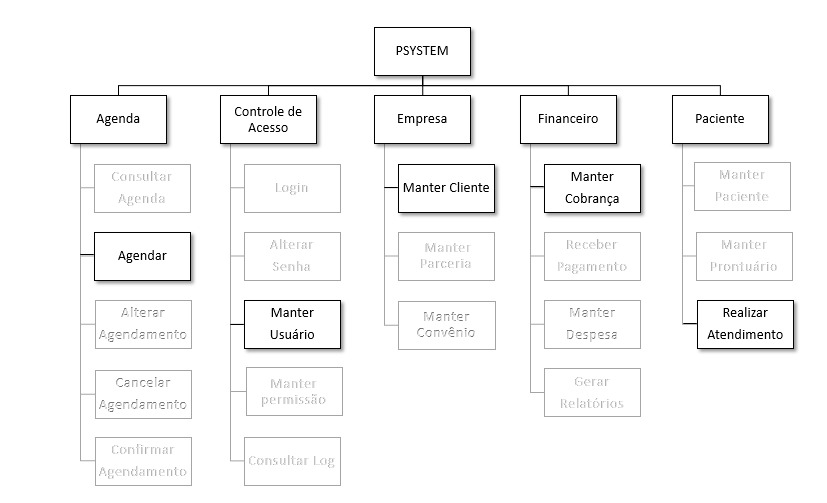 PSYSTEM
Agenda
Controle de
Acesso
Empresa
Financeiro
Paciente
Consultar
Agenda
Agendar
Alterar
Agendamento
Cancelar
Agendamento
Confirmar
Agendamento
Login
Alterar
Senha
Manter
Usuário
Manter
permissão
Consultar Log
Manter Cliente
Manter
Parceria
Manter
Convênio
Manter
Cobrança
Receber
Pagamento
Manter
Despesa
Gerar
Relatórios
Manter
Paciente
Manter
Prontuário
Realizar
Atendimento